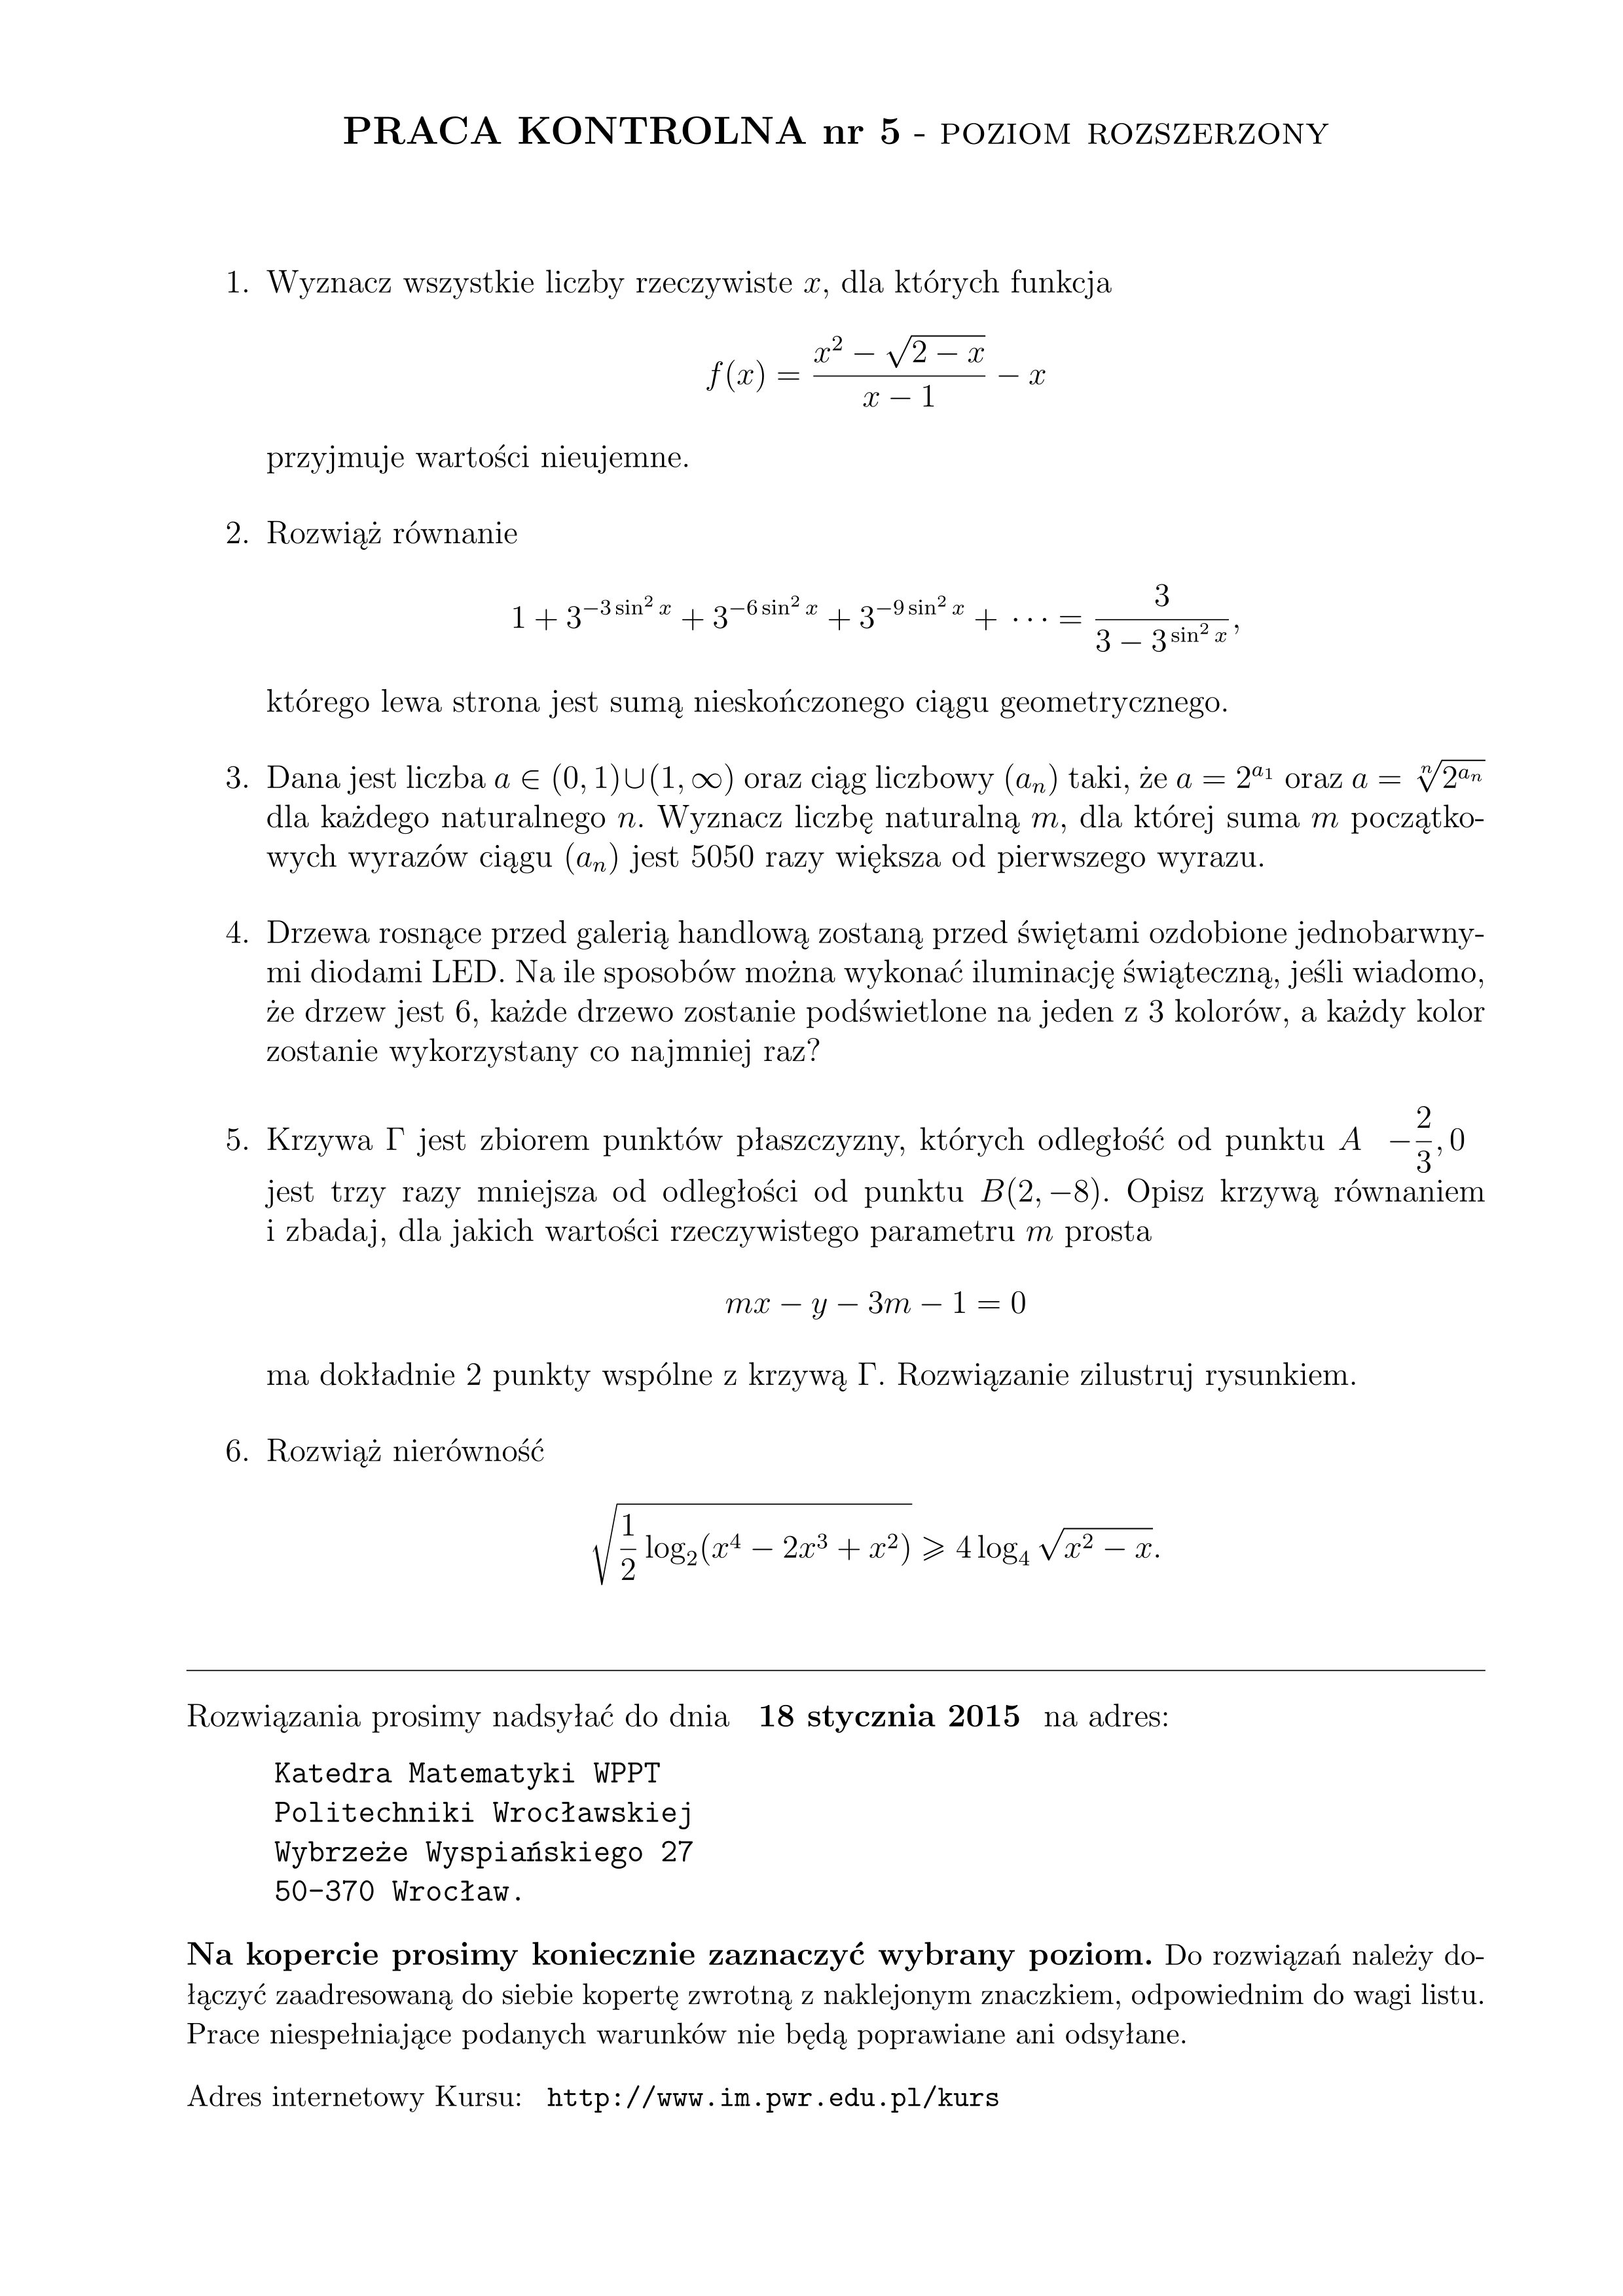 PRACA KONTROLNA nr 5 - POZIOM ROZSZERZONY
1. Wyznacz wszystkie liczby rzeczywiste x, dla których funkcja
f(x) = \frac{x^2 - \sqrt{2 - x}}{x - 1} - x
przyjmuje wartości nieujemne.
2. Rozwiąż równanie
1 + 3^{-3 \sin^2 x} + 3^{-6 \sin^2 x} + 3^{-9 \sin^2 x} + \cdots = \frac{3}{3 - 3^{\sin^2 x}},
którego lewa strona jest sumą nieskończonego ciągu geometrycznego.
3. Dana jest liczba a ∈ (0, 1)∪(1, ∞) oraz ciąg liczbowy (a_n) taki, że a = 2^{a_1} oraz a = \sqrt[n]{2^{a_n}}
dla każdego naturalnego n. Wyznacz liczbę naturalną m, dla której suma m początko-
wych wyrazów ciągu (a_n) jest 5050 razy większa od pierwszego wyrazu.
4. Drzewa rosnące przed galerią handlową zostaną przed świętami ozdobione jednobarwny-
mi diodami LED. Na ile sposobów można wykonać iluminację świąteczną, jeśli wiadomo,
że drzew jest 6, każde drzewo zostanie podświetlone na jeden z 3 kolorów, a każdy kolor
zostanie wykorzystany co najmniej raz?
5. Krzywa Γ jest zbiorem punktów płaszczyzny, których odległość od punktu A −\frac{2}{3}, 0
jest trzy razy mniejsza od odległości od punktu B(2, −8). Opisz krzywą równaniem
i zbadaj, dla jakich wartości rzeczywistego parametru m prosta
mx − y − 3m − 1 = 0
ma dokładnie 2 punkty wspólne z krzywą Γ. Rozwiązanie zilustruj rysunkiem.
6. Rozwiąż nierówność
\sqrt{\frac{1}{2} \log_2(x^4 - 2x^3 + x^2)} ⩾ 4 \log_4 \sqrt{x^2 - x}.
Rozwiązania prosimy nadsyłać do dnia 18 stycznia 2015 na adres:
Katedra Matematyki WPPT
Politechniki Wrocławskiej
Wybrzeże Wyspiańskiego 27
50-370 Wrocław.
Na kopercie prosimy koniecznie zaznaczyć wybrany poziom. Do rozwiązań należy do-
łączyć zaadresowaną do siebie kopertę zwrotną z naklejonym znaczkiem, odpowiednim do wagi listu.
Prace niespełniające podanych warunków nie będą poprawiane ani odsyłane.
Adres internetowy Kursu: http://www.im.pwr.edu.pl/kurs